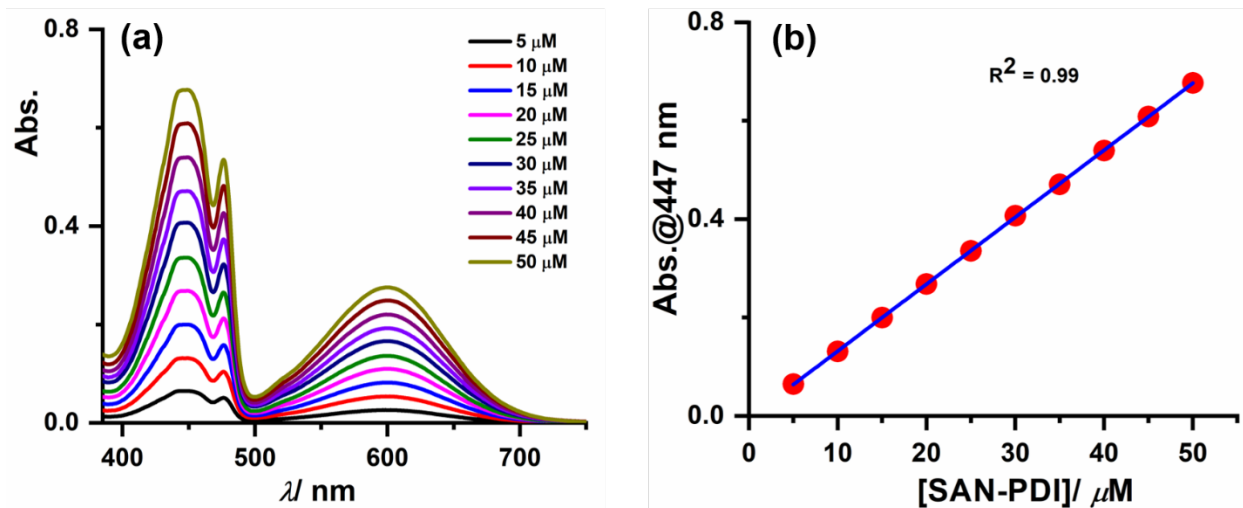 (a)
0.8
0.4
0.0
Abs.
5 μM
10 μM
15 μM
20 μM
25 μM
30 μM
35 μM
40 μM
45 μM
50 μM
400 500 600 700
λ/ nm
(b)
R² = 0.99
0.8
0.4
0.0
Abs.@447 nm
0 10 20 30 40 50
[SAN-PDI]/ μM